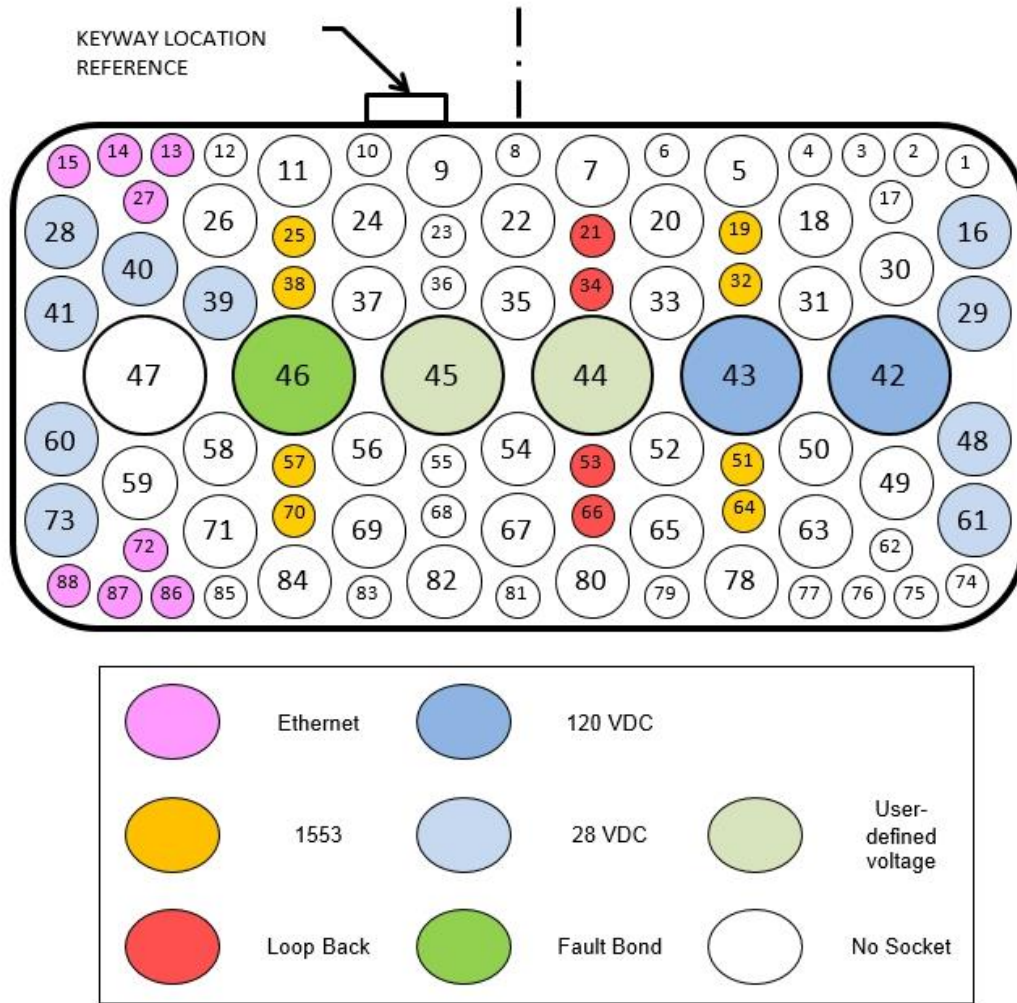 KEYWAY LOCATION
REFERENCE
15 14 13 12 11 10 9 8 7 6 5 4 3 2 1
27 17
28 26 25 24 23 22 21 20 19 18 16
40 30
41 39 38 37 36 35 34 33 32 31 29
47 46 45 44 43 42
60 58 57 56 55 54 53 52 51 50 48
59 49
73 71 70 69 68 67 66 65 64 63 61
72 62
88 87 86 85 84 83 82 81 80 79 78 77 76 75 74
Ethernet 120 VDC
1553 28 VDC User-
defined
voltage
Loop Back Fault Bond No Socket